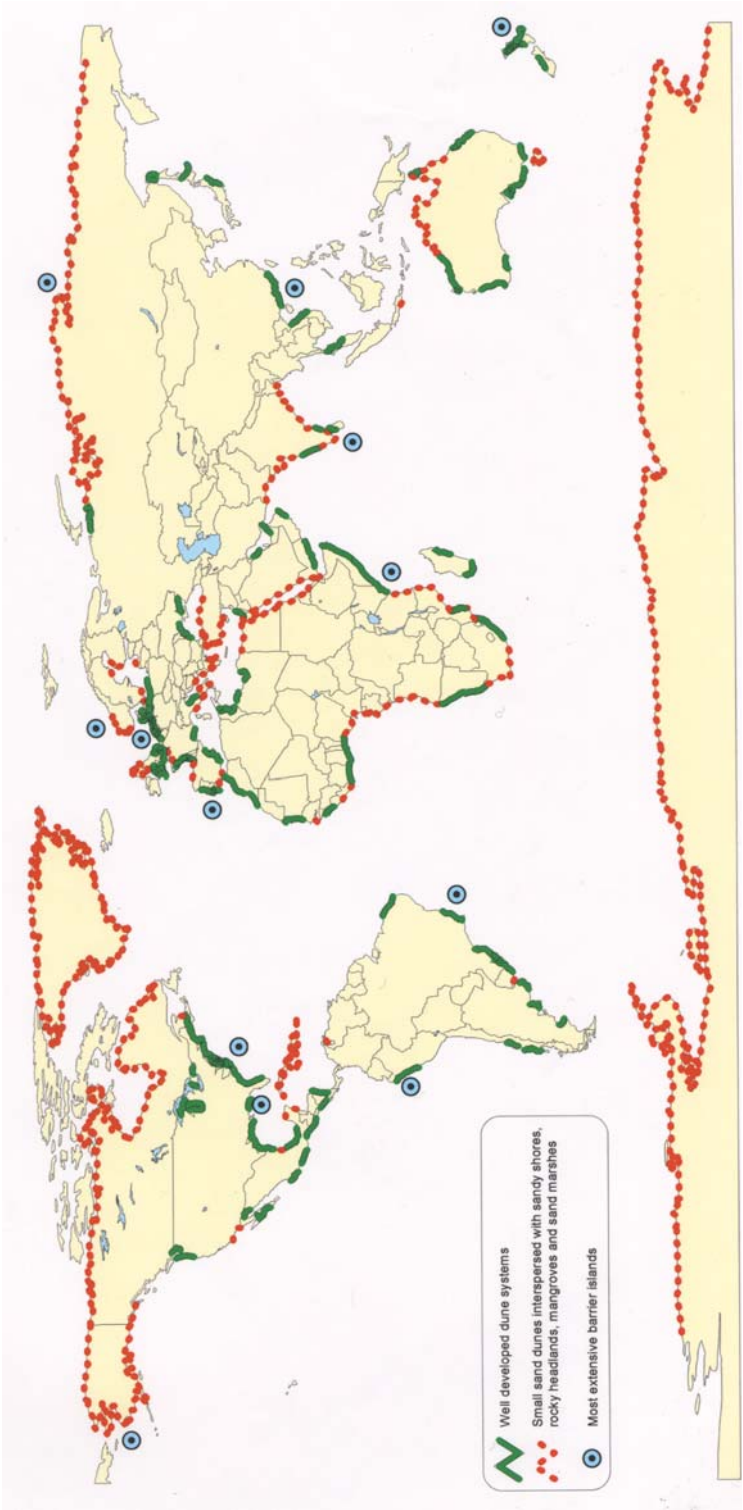 Well developed dune systems
Small sand dunes interspersed with sandy shores,
rocky headlands, mangroves and sand marshes
Most extensive barrier islands